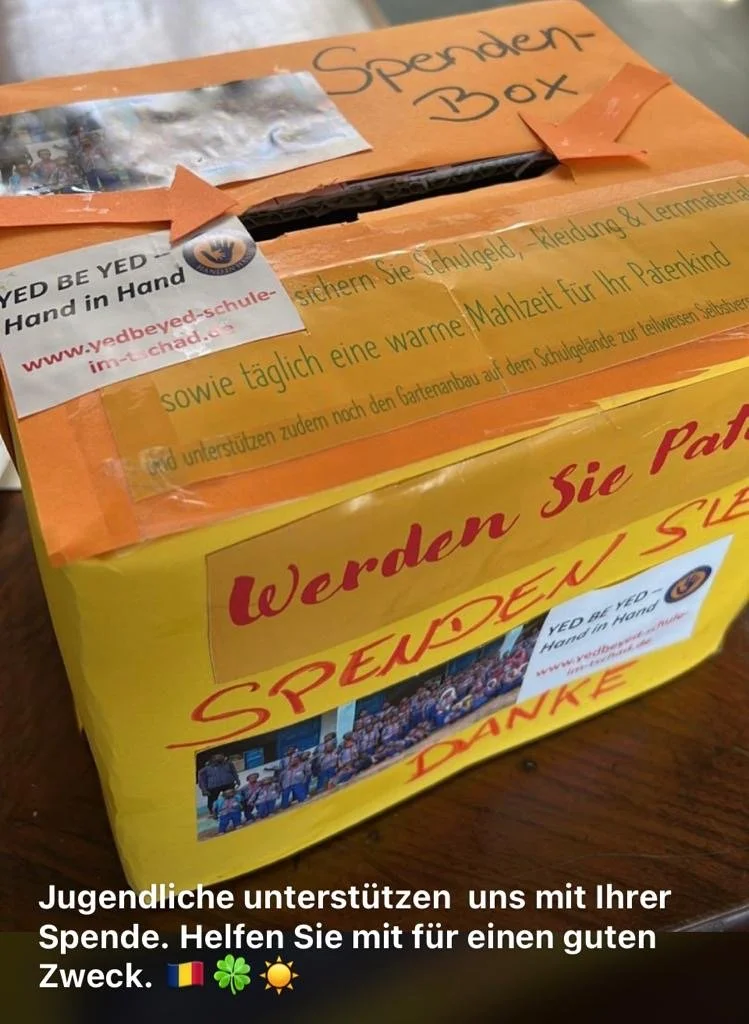 Spenden-
Box
YED BE YED –
Hand in Hand
www.yedbeyed-schule-
im-tschad.de
sichern Sie Schulgeld, -kleidung & Lernmaterial
sowie täglich eine warme Mahlzeit für Ihr Patenkind
und unterstützen zudem noch den Gartenanbau auf dem Schulgelände zur teilweisen
Werden Sie
SPENDEN SIE
YED BE YED –
Hand in Hand
www.yedbeyed-schule-
im-tschad.de
DANKE
Jugendliche unterstützen uns mit Ihrer
Spende. Helfen Sie mit für einen guten
Zweck. 🇹🇩 🍀 ☀️